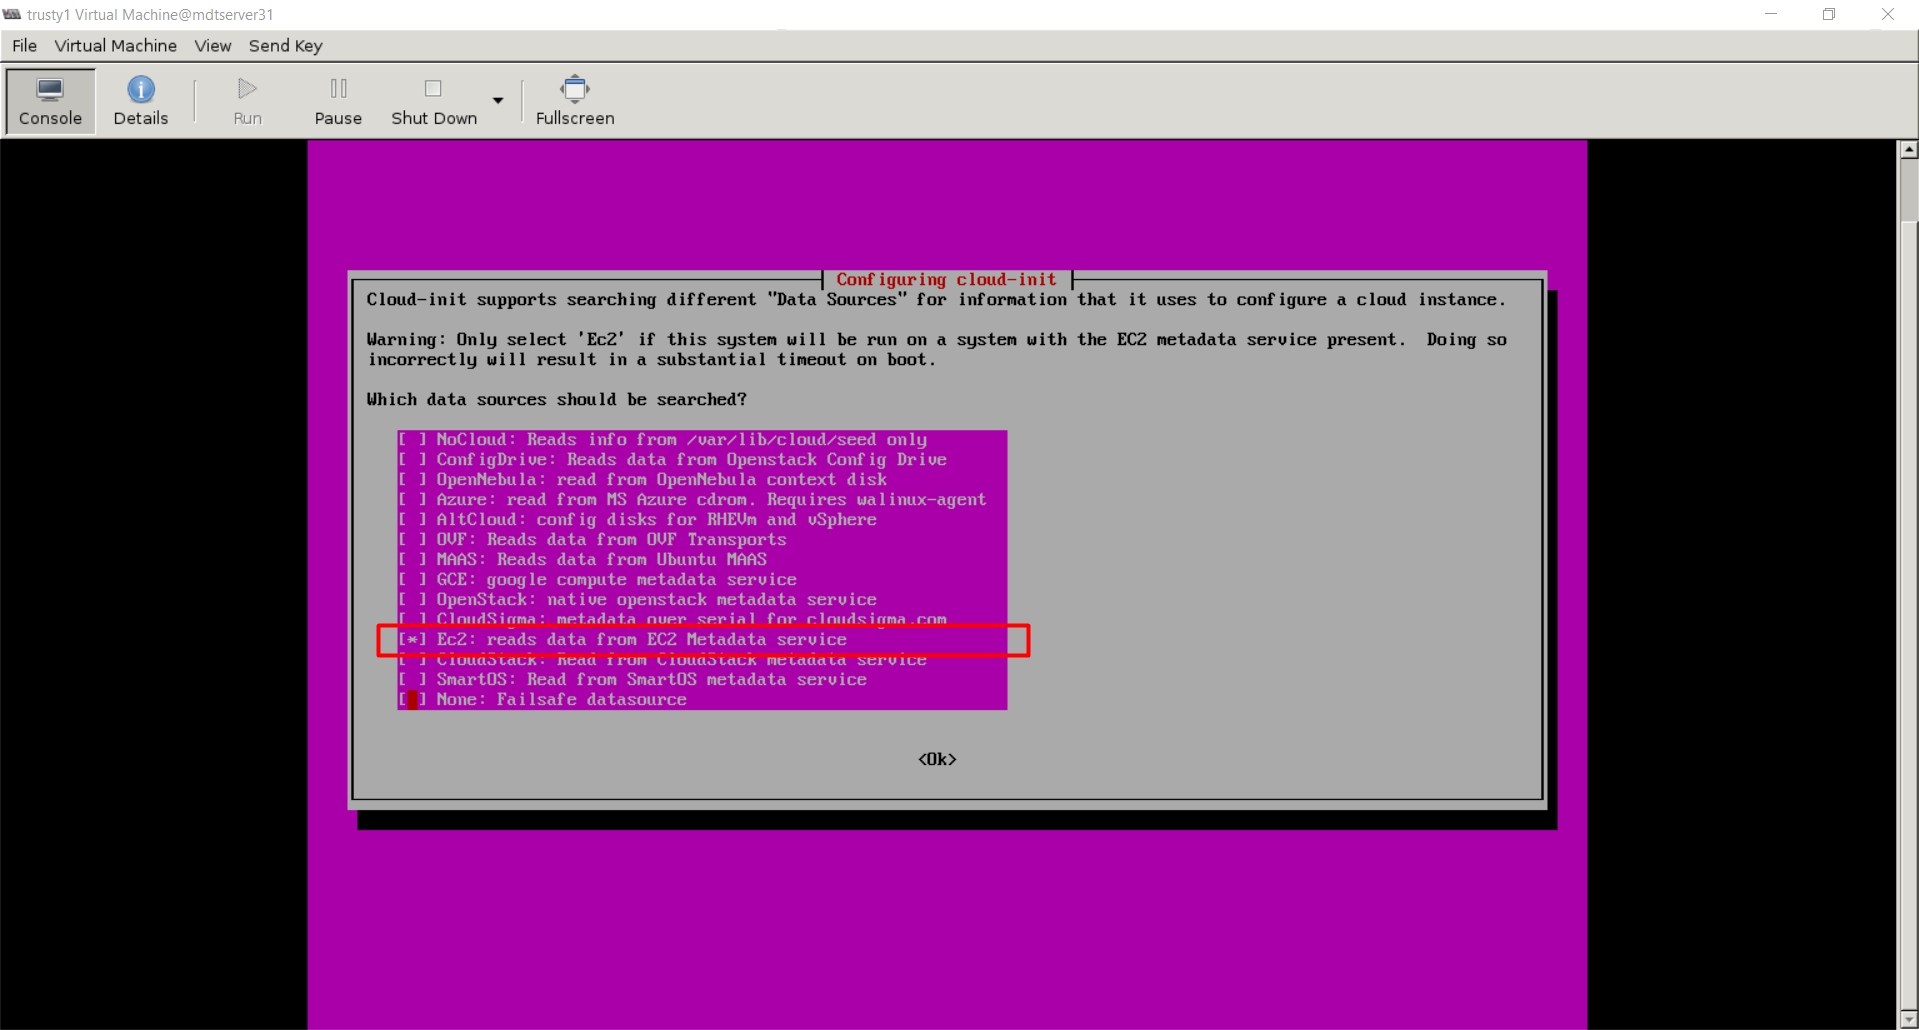 trusty1 Virtual Machine@mdtserver31
File Virtual Machine View Send Key
Console Details Run Pause Shut Down Fullscreen
Configuring cloud-init
Cloud-init supports searching different "Data Sources" for information that it uses to configure a cloud instance.
Warning: Only select 'Ec2' if this system will be run on a system with the EC2 metadata service present. Doing so
incorrectly will result in a substantial timeout on boot.
Which data sources should be searched?
[ ] NoCloud: Reads info from /var/lib/cloud/seed only
[ ] ConfigDrive: Reads data from Openstack Config Drive
[ ] OpenNebula: read from OpenNebula context disk
[ ] Azure: read from MS Azure cdrom. Requires walinux-agent
[ ] AltCloud: config disks for RHEVm and vSphere
[ ] OVF: Reads data from OVF Transports
[ ] MAAS: Reads data from Ubuntu MAAS
[ ] GCE: google compute metadata service
[ ] OpenStack: native openstack metadata service
[ ] CloudSigma: metadata over serial for cloudsigma.com
[*] Ec2: reads data from EC2 Metadata service
[ ] CloudStack: Read from CloudStack metadata service
[ ] SmartOS: Read from SmartOS metadata service
[ ] None: Failsafe datasource
<Ok>